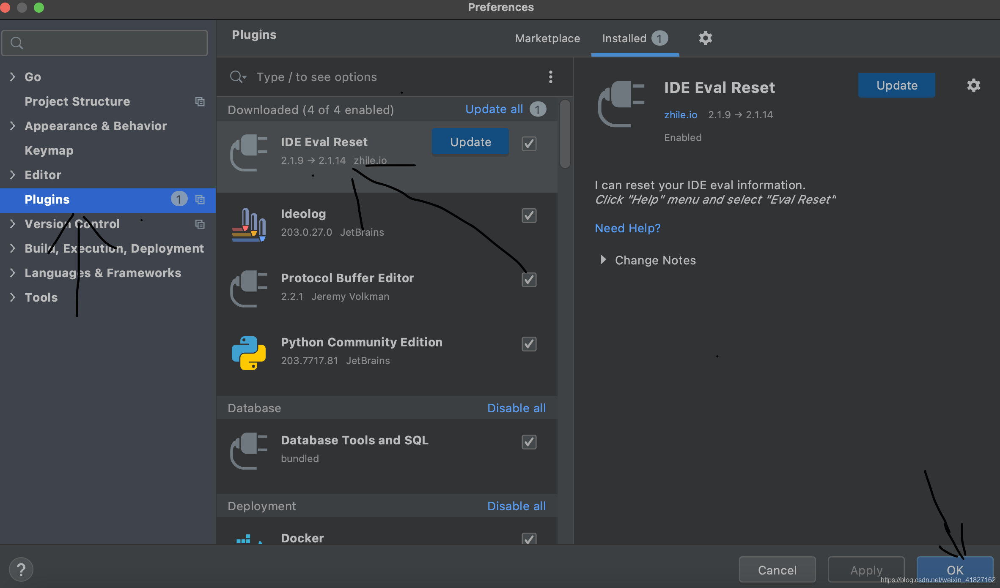 Preferences
Go
Project Structure
Appearance & Behavior
Keymap
Editor
Plugins 1
Version Control
Build, Execution, Deployment
Languages & Frameworks
Tools
Plugins
Marketplace
Installed 1
Type / to see options
Downloaded (4 of 4 enabled) Update all 1
IDE Eval Reset Update
2.1.9 → 2.1.14 zhile.io
Ideolog
203.0.27.0 JetBrains
Protocol Buffer Editor
2.2.1 Jeremy Volkman
Python Community Edition
203.7717.81 JetBrains
Database Disable all
Database Tools and SQL
bundled
Deployment Disable all
Docker
IDE Eval Reset Update
zhile.io 2.1.9 → 2.1.14
Enabled
I can reset your IDE eval information.
Click "Help" menu and select "Eval Reset"
Need Help?
Change Notes
? Cancel Apply OK
https://blog.csdn.net/weixin_41827162